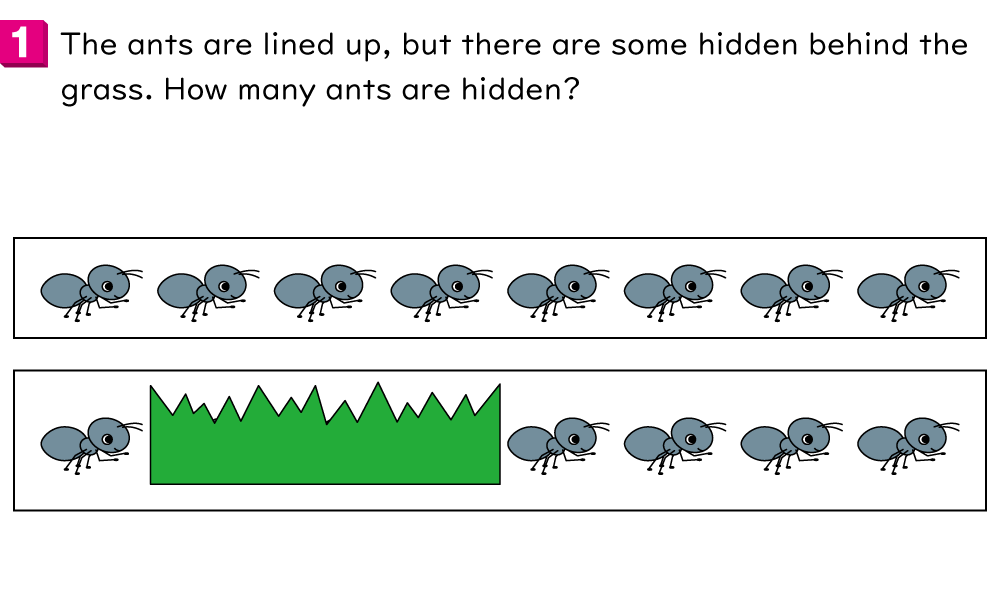 1 The ants are lined up, but there are some hidden behind the
grass. How many ants are hidden?